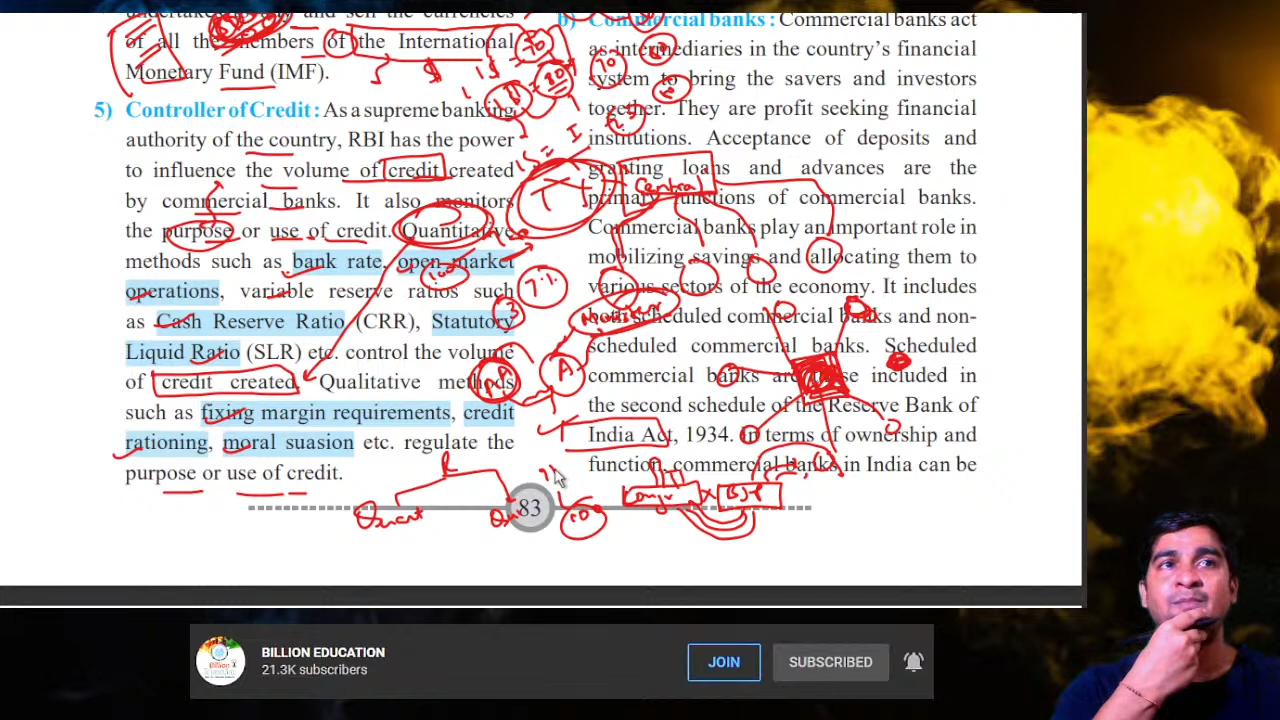 of all the members of the International
Monetary Fund (IMF).
5) Controller of Credit : As a supreme banking
authority of the country, RBI has the power
to influence the volume of credit created
by commercial banks. It also monitors
the purpose or use of credit. Quantitative
methods such as bank rate, open market
operations, variable reserve ratios such
as Cash Reserve Ratio (CRR), Statutory
Liquid Ratio (SLR) etc. control the volume
of credit created. Qualitative methods
such as fixing margin requirements, credit
rationing, moral suasion etc. regulate the
purpose or use of credit.
b) Commercial banks : Commercial banks act
as intermediaries in the country's financial
system to bring the savers and investors
together. They are profit seeking financial
institutions. Acceptance of deposits and
granting loans and advances are the
primary functions of commercial banks.
Commercial banks play an important role in
mobilizing savings and allocating them to
various sectors of the economy. It includes
both scheduled commercial banks and non-
scheduled commercial banks. Scheduled
commercial banks are those included in
the second schedule of the Reserve Bank of
India Act, 1934. In terms of ownership and
function, commercial banks in India can be
Central
7%
A
R
Quant
83
BJP
BILLION EDUCATION
21.3K subscribers
JOIN
SUBSCRIBED